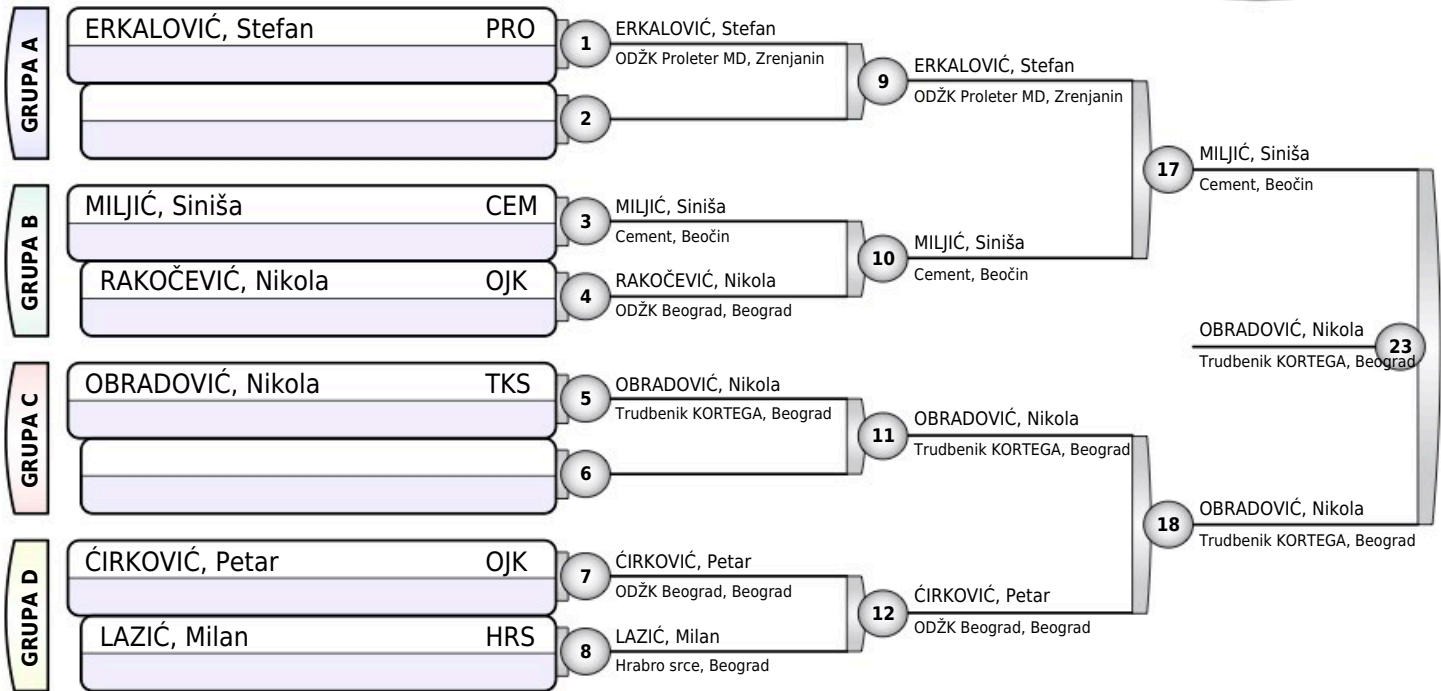 GRUPA A
ERKALOVIĆ, Stefan PRO
1
ERKALOVIĆ, Stefan
ODŽK Proleter MD, Zrenjanin
2
9
ERKALOVIĆ, Stefan
ODŽK Proleter MD, Zrenjanin
GRUPA B
MILJIĆ, Siniša CEM
RAKOČEVIĆ, Nikola OJK
3
MILJIĆ, Siniša
Cement, Beočin
4
RAKOČEVIĆ, Nikola
ODŽK Beograd, Beograd
10
MILJIĆ, Siniša
Cement, Beočin
17
MILJIĆ, Siniša
Cement, Beočin
GRUPA C
OBRADOVIĆ, Nikola TKS
5
OBRADOVIĆ, Nikola
Trudbenik KORTEGA, Beograd
6
11
OBRADOVIĆ, Nikola
Trudbenik KORTEGA, Beograd
GRUPA D
ĆIRKOVIĆ, Petar OJK
LAZIĆ, Milan HRS
7
ĆIRKOVIĆ, Petar
ODŽK Beograd, Beograd
8
LAZIĆ, Milan
Hrabro srce, Beograd
12
ĆIRKOVIĆ, Petar
ODŽK Beograd, Beograd
18
OBRADOVIĆ, Nikola
Trudbenik KORTEGA, Beograd
OBRADOVIĆ, Nikola
Trudbenik KORTEGA, Beograd
23